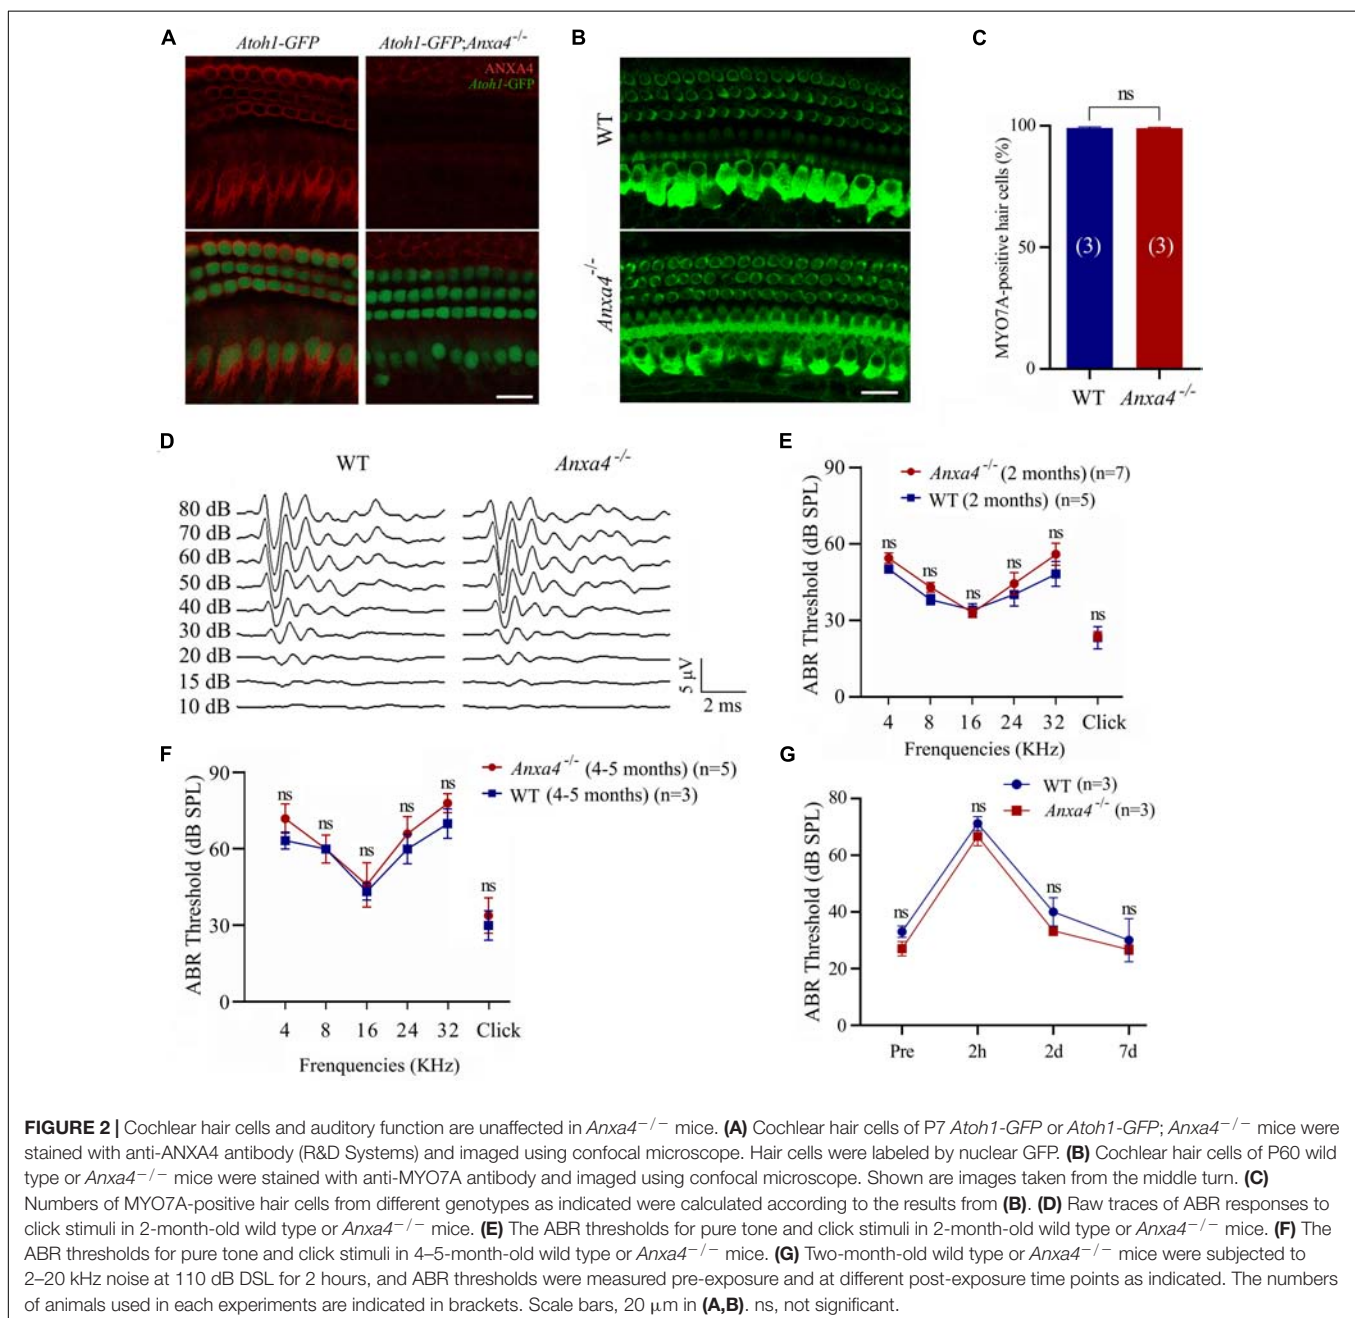 A
Atoh1-GFP
Atoh1-GFP;Anxa4-/-
ANXA4
Atoh1-GFP
B
WT
Anxa4-/-
C
ns
MYO7A-positive hair cells (%)
100
50
0
(3)
(3)
WT
Anxa4-/-
D
WT
Anxa4-/-
80 dB
70 dB
60 dB
50 dB
40 dB
30 dB
20 dB
15 dB
10 dB
5 μV
2 ms
E
Anxa4-/- (2 months) (n=7)
WT (2 months) (n=5)
ABR Threshold (dB SPL)
90
60
30
0
ns
ns
ns
ns
ns
ns
4 8 16 24 32 Click
Frenquencies (KHz)
F
Anxa4-/- (4-5 months) (n=5)
WT (4-5 months) (n=3)
ABR Threshold (dB SPL)
90
60
30
0
ns
ns
ns
ns
ns
ns
4 8 16 24 32 Click
Frenquencies (KHz)
G
WT (n=3)
Anxa4-/- (n=3)
ABR Threshold (dB SPL)
80
60
40
20
0
ns
ns
ns
ns
Pre 2h 2d 7d
FIGURE 2 | Cochlear hair cells and auditory function are unaffected in Anxa4−/− mice. (A) Cochlear hair cells of P7 Atoh1-GFP or Atoh1-GFP; Anxa4−/− mice were
stained with anti-ANXA4 antibody (R&D Systems) and imaged using confocal microscope. Hair cells were labeled by nuclear GFP. (B) Cochlear hair cells of P60 wild
type or Anxa4−/− mice were stained with anti-MYO7A antibody and imaged using confocal microscope. Shown are images taken from the middle turn. (C)
Numbers of MYO7A-positive hair cells from different genotypes as indicated were calculated according to the results from (B). (D) Raw traces of ABR responses to
click stimuli in 2-month-old wild type or Anxa4−/− mice. (E) The ABR thresholds for pure tone and click stimuli in 2-month-old wild type or Anxa4−/− mice. (F) The
ABR thresholds for pure tone and click stimuli in 4–5-month-old wild type or Anxa4−/− mice. (G) Two-month-old wild type or Anxa4−/− mice were subjected to
2–20 kHz noise at 110 dB DSL for 2 hours, and ABR thresholds were measured pre-exposure and at different post-exposure time points as indicated. The numbers
of animals used in each experiments are indicated in brackets. Scale bars, 20 μm in (A,B). ns, not significant.